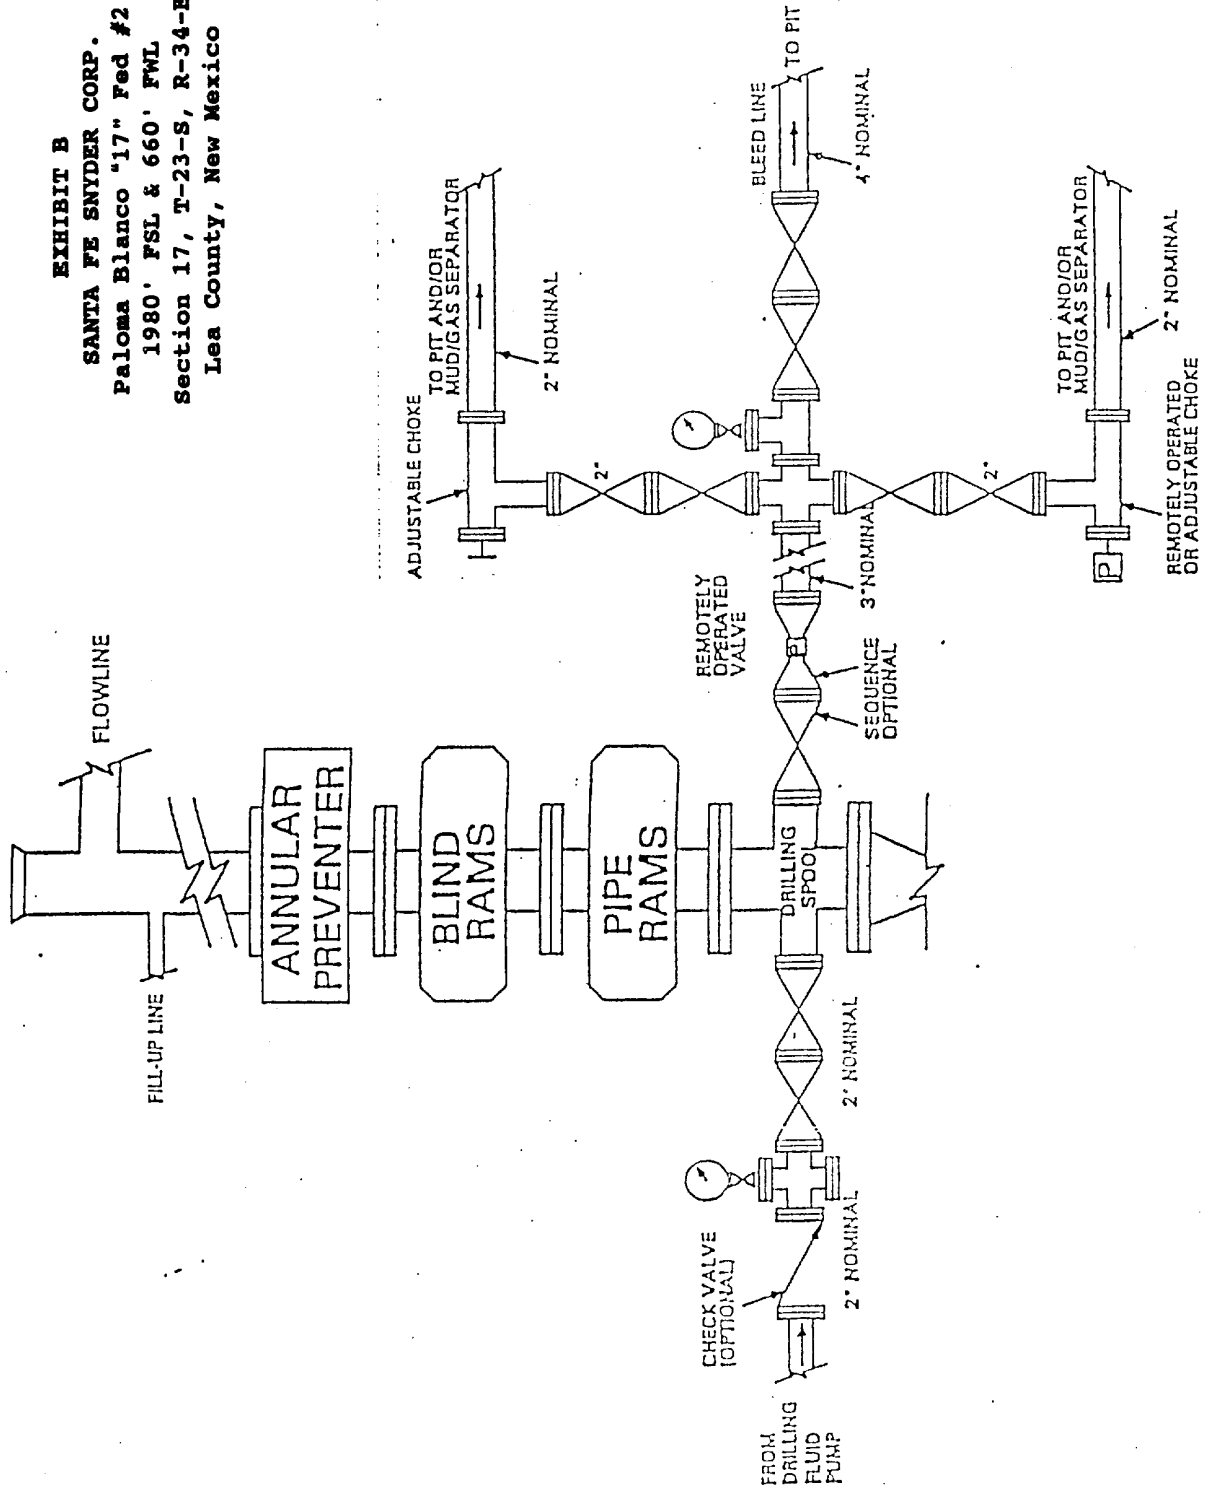 EXHIBIT B
SANTA FE SNYDER CORP.
Paloma Blanco "17" Fed #2
1980' FSL & 660' FWL
Section 17, T-23-S, R-34-E
Lea County, New Mexico
FLOWLINE
FILL-UP LINE
ANNULAR
PREVENTER
BLIND
RAMS
PIPE
RAMS
DRILLING
SPOOL
ADJUSTABLE CHOKE
TO PIT AND/OR
MUD/GAS SEPARATOR
2" NOMINAL
2"
BLEED LINE
TO PIT
4" NOMINAL
REMOTELY
OPERATED
VALVE
P
3" NOMINAL
SEQUENCE
OPTIONAL
2"
TO PIT AND/OR
MUD/GAS SEPARATOR
2" NOMINAL
P
REMOTELY OPERATED
OR ADJUSTABLE CHOKE
2" NOMINAL
CHECK VALVE
(OPTIONAL)
2" NOMINAL
FROM
DRILLING
FLUID
PUMP